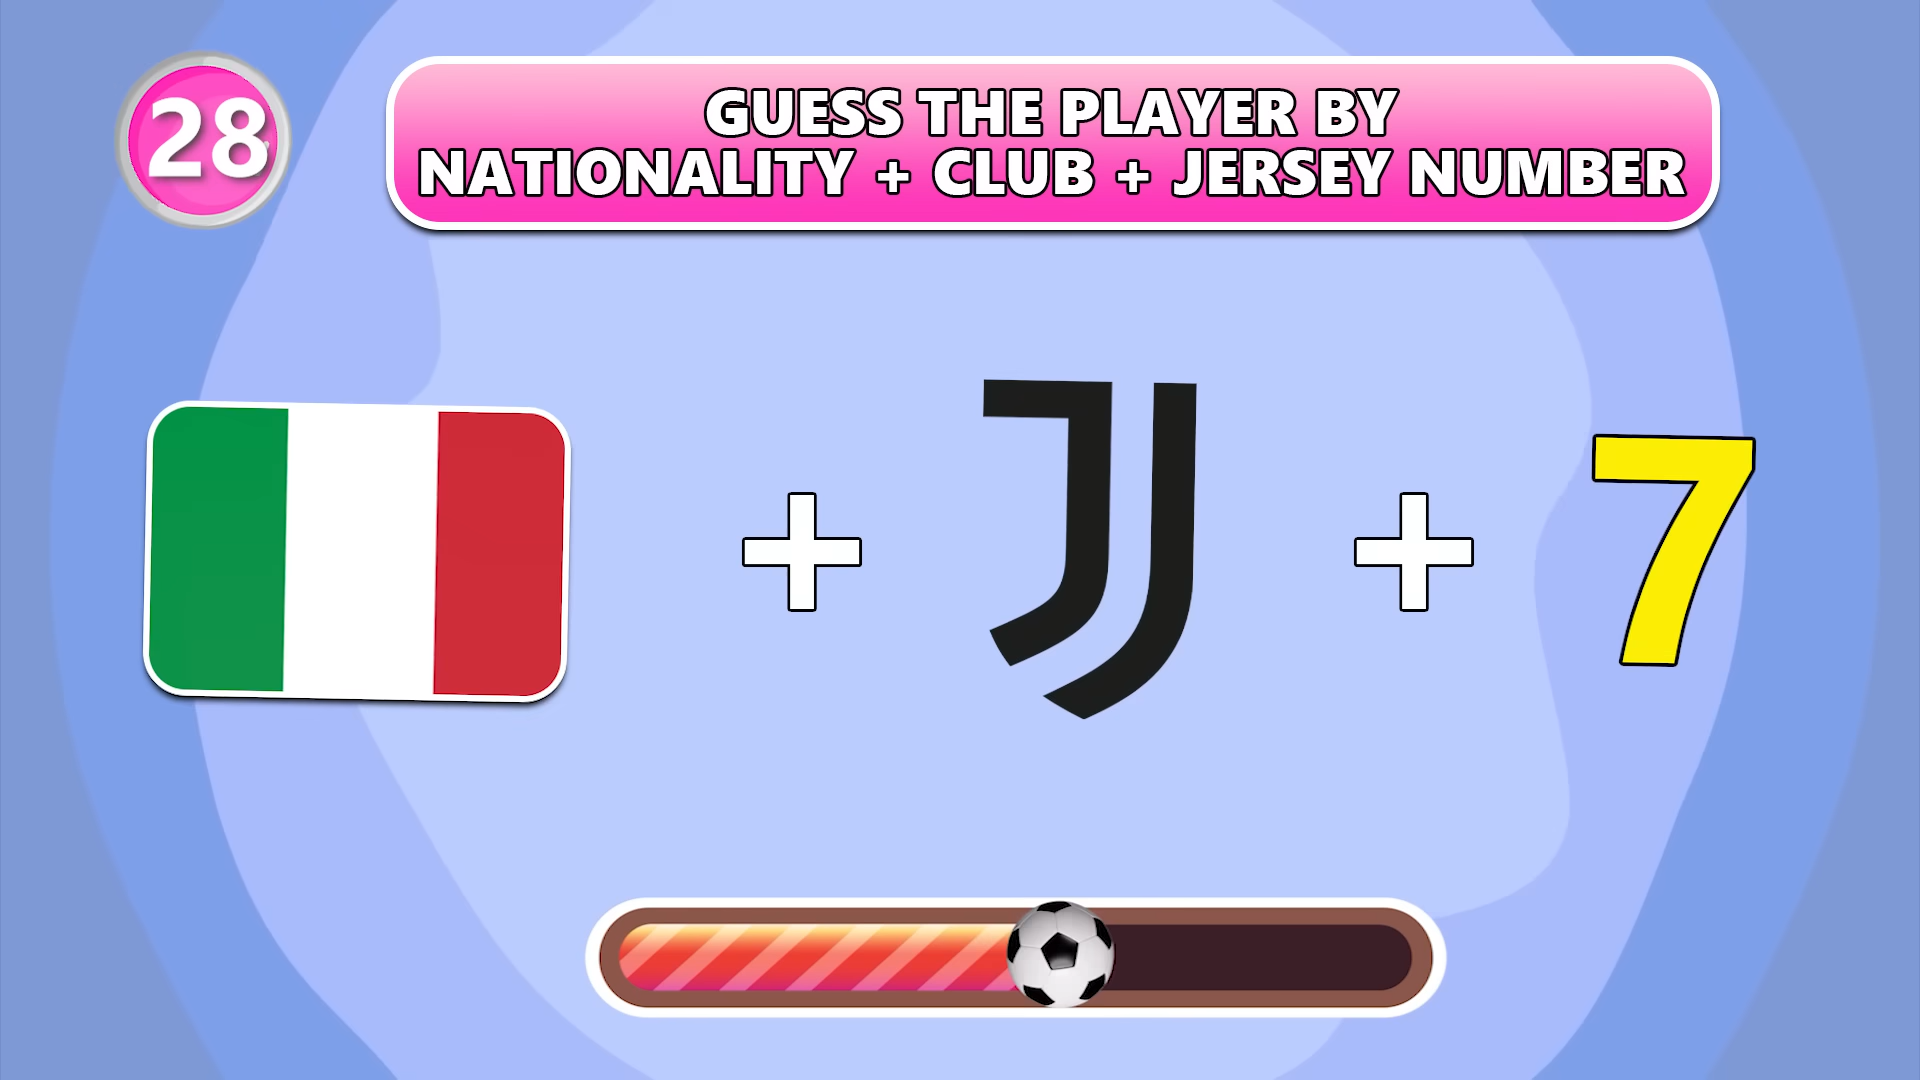 28
GUESS THE PLAYER BY
NATIONALITY + CLUB + JERSEY NUMBER
+ + 7